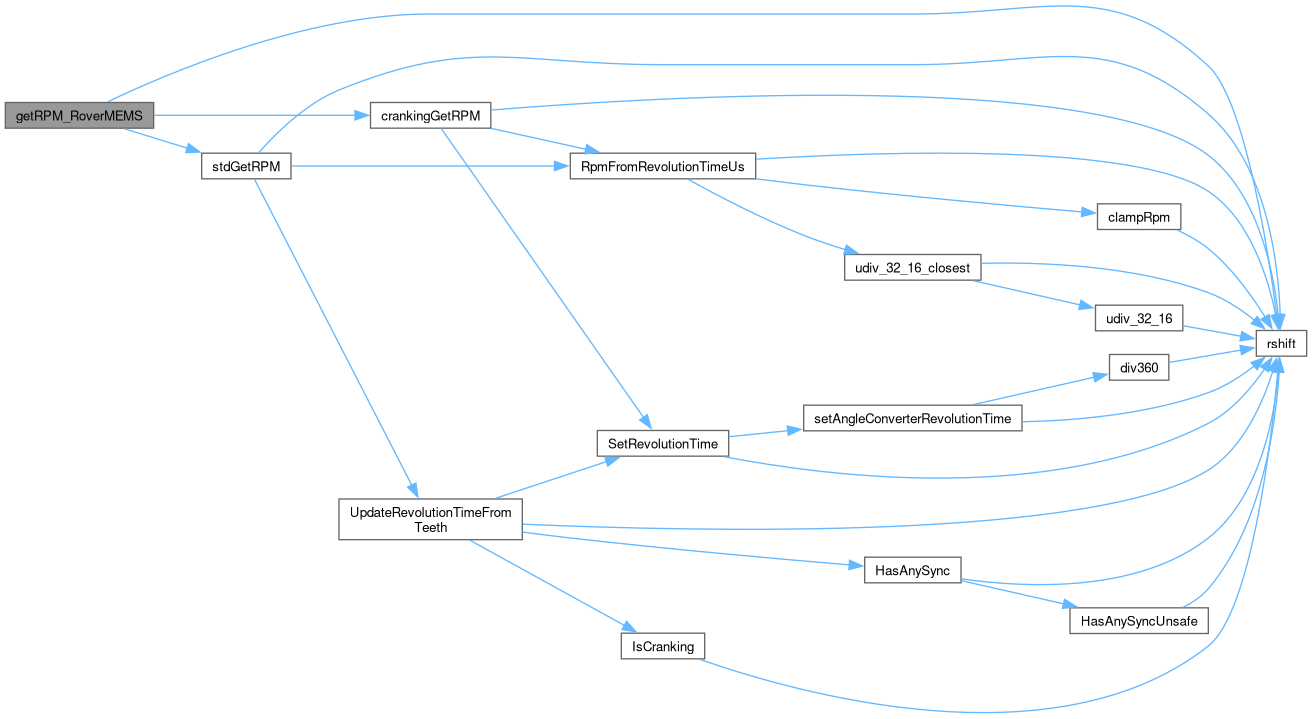 getRPM_RoverMEMS
crankingGetRPM
stdGetRPM
RpmFromRevolutionTimeUs
clampRpm
udiv_32_16_closest
udiv_32_16
rshift
div360
setAngleConverterRevolutionTime
SetRevolutionTime
UpdateRevolutionTimeFrom
Teeth
HasAnySync
HasAnySyncUnsafe
IsCranking